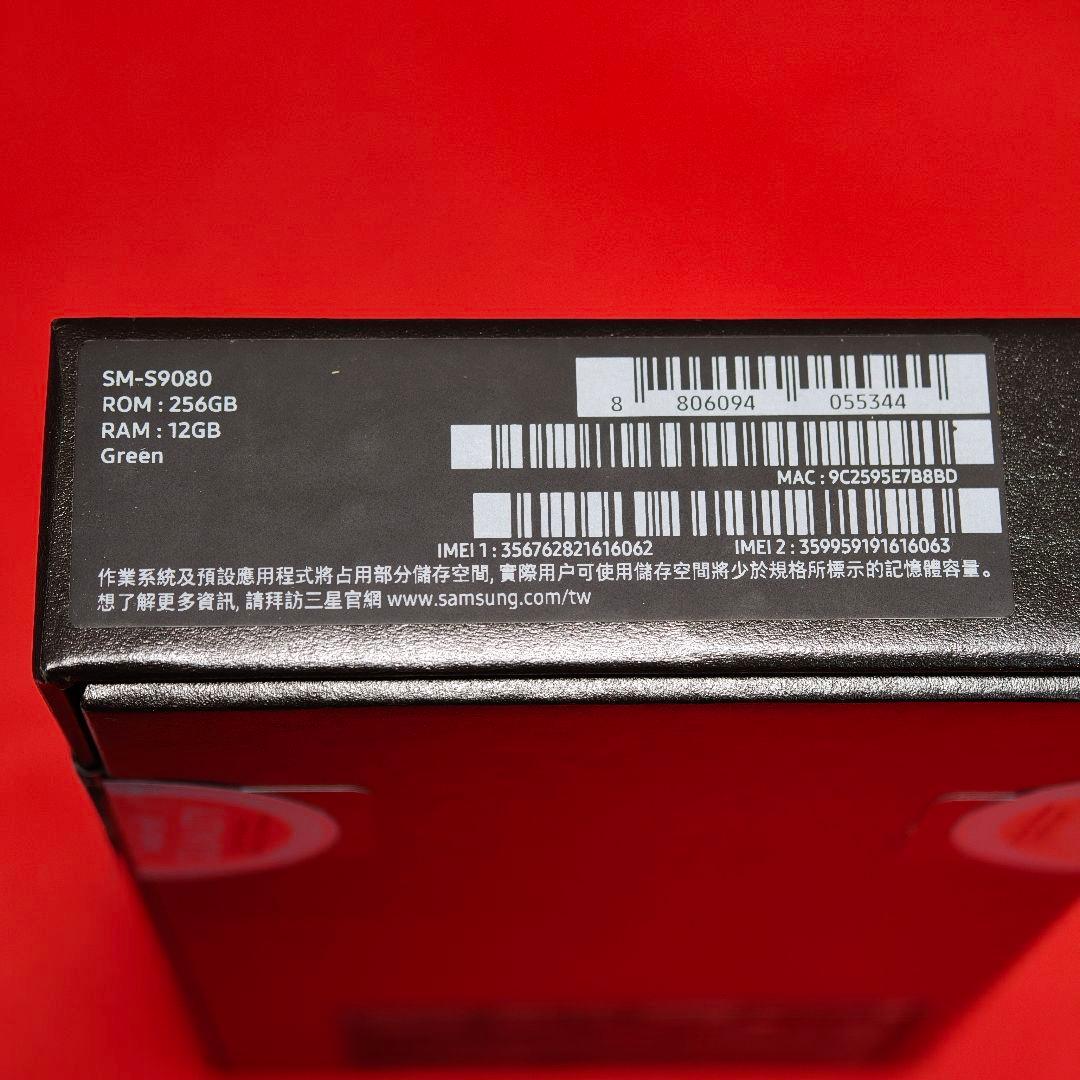 SM-S9080
ROM : 256GB
RAM : 12GB
Green
8 806094 055344
MAC : 9C2595E7B8BD
IMEI 1 : 356762821616062 IMEI 2 : 359959191616063
作業系統及預設應用程式將占用部分儲存空間, 實際用户可使用儲存空間將少於規格所標示的記憶體容量。
想了解更多資訊, 請拜訪三星官網 www.samsung.com/tw